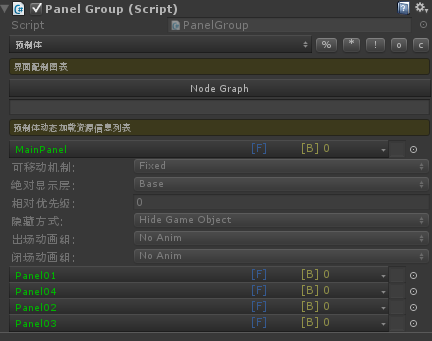 Panel Group (Script)
Script PanelGroup
预制体 % * ! o c
界面配制图表
Node Graph
预制体动态加载资源信息列表
MainPanel [F] [B] 0
可移动机制: Fixed
绝对显示层: Base
相对优先级: 0
隐藏方式: Hide Game Object
出场动画组: No Anim
闭场动画组: No Anim
Panel01 [F] [B] 0
Panel04 [F] [B] 0
Panel02 [F] [B] 0
Panel03 [F] [B] 0